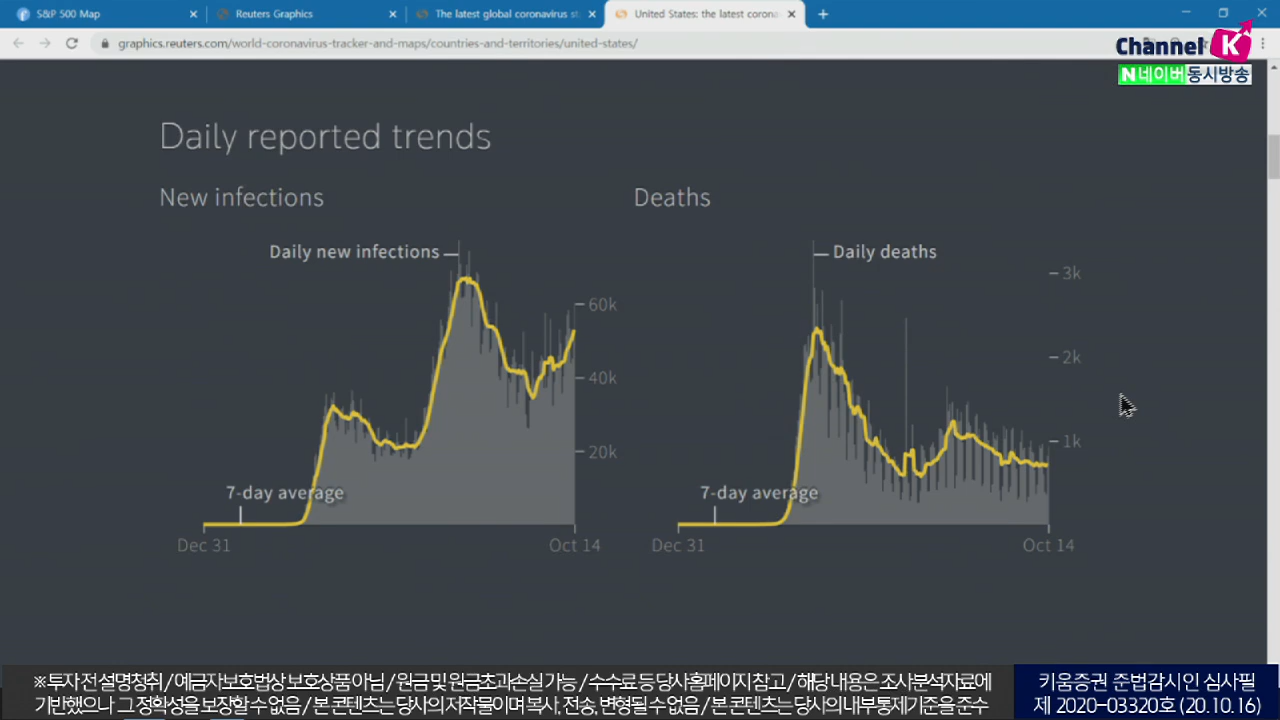 S&P 500 Map
Reuters Graphics
The latest global coronavirus st
United States: the latest corona
graphics.reuters.com/world-coronavirus-tracker-and-maps/countries-and-territories/united-states/
Channel K
N 네이버 동시방송
Daily reported trends
New infections
Deaths
Daily new infections
Daily deaths
3k
60k
2k
40k
1k
20k
7-day average
7-day average
Dec 31
Oct 14
Dec 31
Oct 14
※ 투자 전 설명청취 / 예금자보호법상 보호상품 아님 / 원금 및 원금초과손실 가능 / 수수료 등 당사홈페이지 참고 / 해당 내용은 조사분석자료에
기반했으나 그 정확성을 보장할 수 없음 / 본 콘텐츠는 당사의 저작물이며 복사, 전송, 변형될 수 없음 / 본 콘텐츠는 당사의 내부통제기준을 준수
키움증권 준법감시인 심사필
제 2020-03320호 (20.10.16)